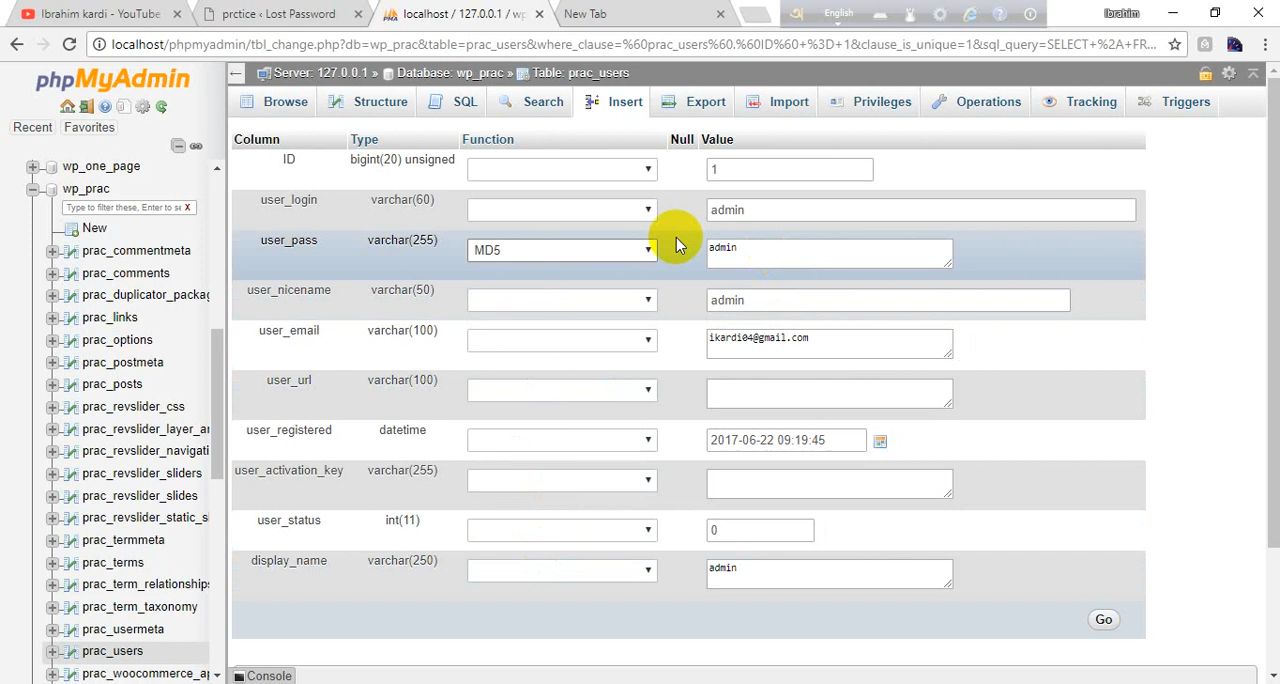 Ibrahim kardi - YouTube
prctice ‹ Lost Password
localhost / 127.0.0.1 / wp
New Tab
English
Ibrahim
localhost/phpmyadmin/tbl_change.php?db=wp_prac&table=prac_users&where_clause=%60prac_users%60.%60ID%60+%3D+1&clause_is_unique=1&sql_query=SELECT+%2A+FR...
phpMyAdmin
Recent Favorites
wp_one_page
wp_prac
Type to filter these, Enter to se X
New
prac_commentmeta
prac_comments
prac_duplicator_packag
prac_links
prac_options
prac_postmeta
prac_posts
prac_revslider_css
prac_revslider_layer_ar
prac_revslider_navigati
prac_revslider_sliders
prac_revslider_slides
prac_revslider_static_s
prac_termmeta
prac_terms
prac_term_relationships
prac_term_taxonomy
prac_usermeta
prac_users
prac_woocommerce_ap
Server: 127.0.0.1 » Database: wp_prac » Table: prac_users
Browse Structure SQL Search Insert Export Import Privileges Operations Tracking Triggers
Column Type Function Null Value
ID bigint(20) unsigned 1
user_login varchar(60) admin
user_pass varchar(255) MD5 admin
user_nicename varchar(50) admin
user_email varchar(100) ikardi04@gmail.com
user_url varchar(100)
user_registered datetime 2017-06-22 09:19:45
user_activation_key varchar(255)
user_status int(11) 0
display_name varchar(250) admin
Go
Console